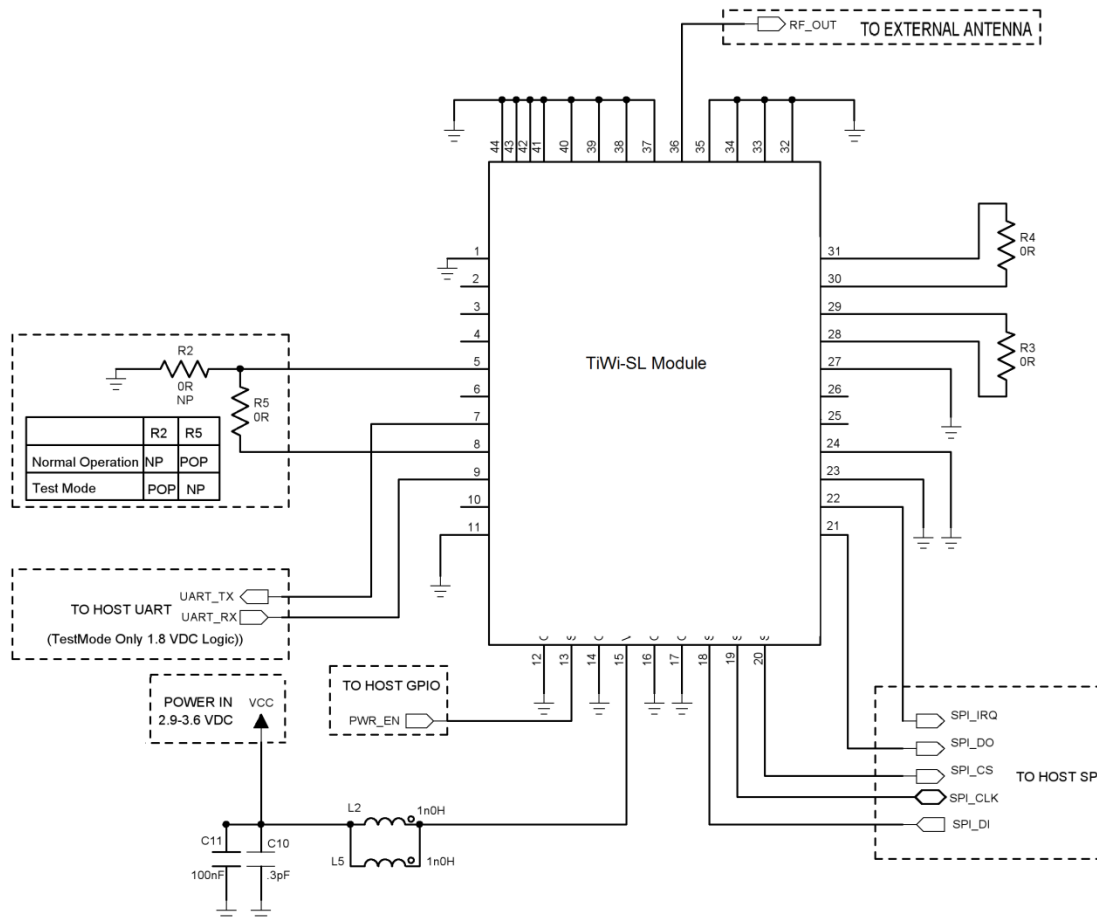 RF_OUT
TO EXTERNAL ANTENNA
44
43
42
41
40
39
38
37
36
35
34
33
32
1
2
3
4
5
6
7
8
9
10
11
TiWi-SL Module
31
30
29
28
27
26
25
24
23
22
21
R4
0R
R3
0R
R2
0R
NP
R5
0R
R2 R5
Normal Operation NP POP
Test Mode POP NP
TO HOST UART
UART_TX
UART_RX
(TestMode Only 1.8 VDC Logic))
12
13
14
15
16
17
18
19
20
POWER IN
2.9-3.6 VDC
VCC
TO HOST GPIO
PWR_EN
SPI_IRQ
SPI_DO
SPI_CS
SPI_CLK
SPI_DI
TO HOST SP
L2
1n0H
L5
1n0H
C11
100nF
C10
.3pF